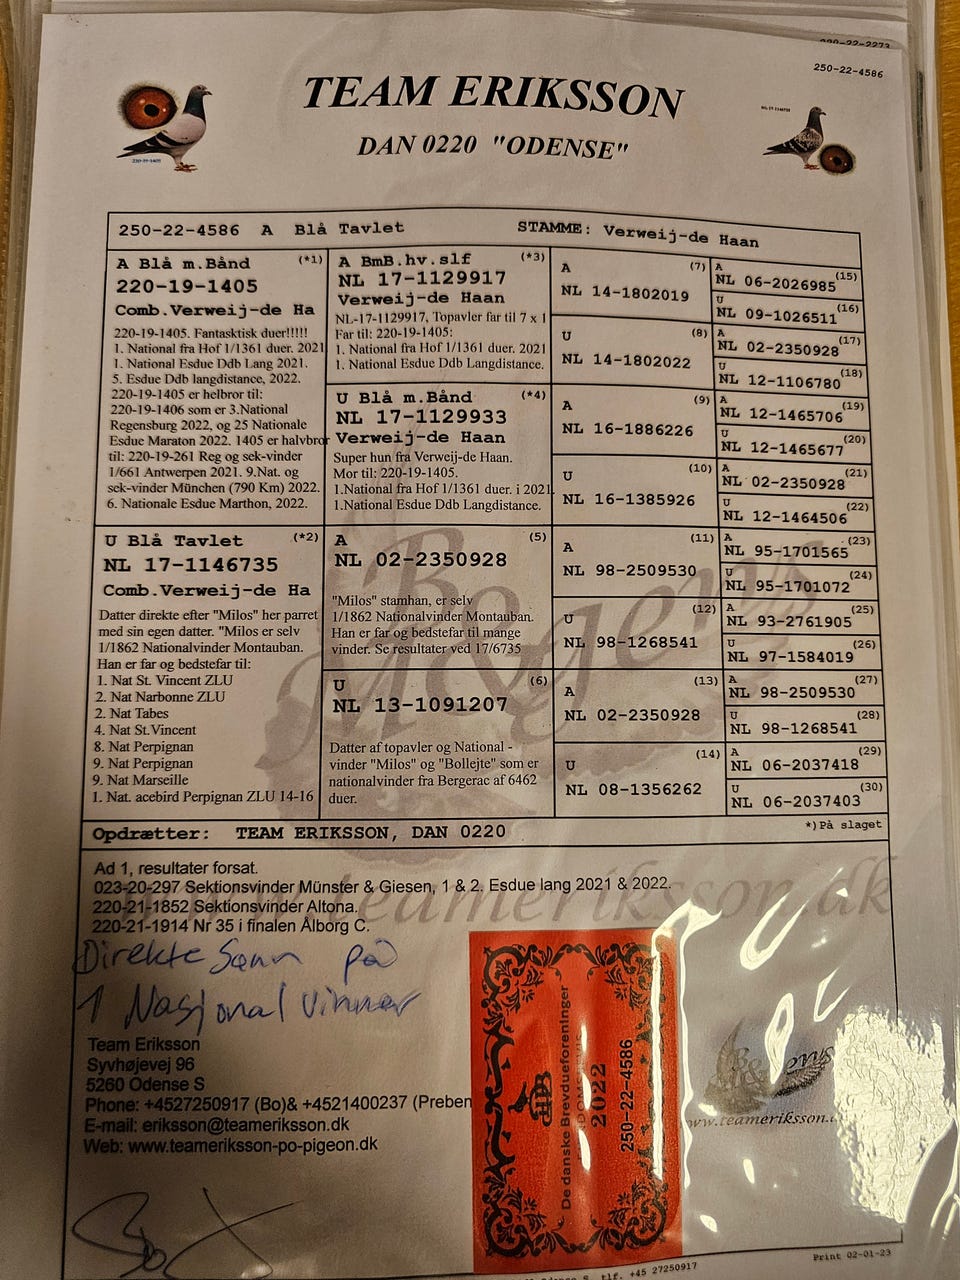 250-22-4586
TEAM ERIKSSON
DAN 0220 "ODENSE"
220-19-1405
250-22-4586 A Blå Tavlet STAMME: Verweij-de Haan
A Blå m.Bånd (*1)
220-19-1405
Comb.Verweij-de Ha
220-19-1405. Fantasktisk duer!!!!!
1. National fra Hof 1/1361 duer. 2021
1. National Esdue Ddb Lang 2021.
5. Esdue Ddb langdistance, 2022.
220-19-1405 er helbror til:
220-19-1406 som er 3.National
Regensburg 2022, og 25 Nationale
Esdue Maraton 2022. 1405 er halvbror
til: 220-19-261 Reg og sek-vinder
1/661 Antwerpen 2021. 9.Nat. og
sek-vinder München (790 Km) 2022.
6. Nationale Esdue Marthon, 2022.
U Blå Tavlet (*2)
NL 17-1146735
Comb.Verweij-de Ha
Datter direkte efter "Milos" her parret
med sin egen datter. "Milos er selv
1/1862 Nationalvinder Montauban.
Han er far og bedstefar til:
1. Nat St. Vincent ZLU
2. Nat Narbonne ZLU
2. Nat Tabes
4. Nat St.Vincent
8. Nat Perpignan
9. Nat Perpignan
9. Nat Marseille
1. Nat. acebird Perpignan ZLU 14-16
A BmB.hv.slf (*3)
NL 17-1129917
Verweij-de Haan
NL-17-1129917, Topavler far til 7 x 1
Far til: 220-19-1405:
1. National fra Hof 1/1361 duer. 2021
1. National Esdue Ddb Langdistance.
U Blå m.Bånd (*4)
NL 17-1129933
Verweij-de Haan
Super hun fra Verweij-de Haan.
Mor til: 220-19-1405.
1.National fra Hof 1/1361 duer. i 2021
1.National Esdue Ddb Langdistance.
A (5)
NL 02-2350928
"Milos" stamhan, er selv
1/1862 Nationalvinder Montauban.
Han er far og bedstefar til mange
vinder. Se resultater ved 17/6735
U (6)
NL 13-1091207
Datter af topavler og National -
vinder "Milos" og "Bollejte" som er
nationalvinder fra Bergerac af 6462
duer.
A (7)
NL 14-1802019
U (8)
NL 14-1802022
A (9)
NL 16-1886226
U (10)
NL 16-1385926
A (11)
NL 98-2509530
U (12)
NL 98-1268541
A (13)
NL 02-2350928
U (14)
NL 08-1356262
A (15)
NL 06-2026985
U (16)
NL 09-1026511
A (17)
NL 02-2350928
U (18)
NL 12-1106780
A (19)
NL 12-1465706
U (20)
NL 12-1465677
A (21)
NL 02-2350928
U (22)
NL 12-1464506
A (23)
NL 95-1701565
U (24)
NL 95-1701072
A (25)
NL 93-2761905
U (26)
NL 97-1584019
A (27)
NL 98-2509530
U (28)
NL 98-1268541
A (29)
NL 06-2037418
U (30)
NL 06-2037403
Opdrætter: TEAM ERIKSSON, DAN 0220 *)På slaget
Ad 1, resultater forsat.
023-20-297 Sektionsvinder Münster & Giesen, 1 & 2. Esdue lang 2021 & 2022.
220-21-1852 Sektionsvinder Altona.
220-21-1914 Nr 35 i finalen Ålborg C.
Direkte Sønn på
1 Nasjonal vinner
Team Eriksson
Syvhøjevej 96
5260 Odense S
Phone: +4527250917 (Bo)& +4521400237 (Preben
E-mail: eriksson@teameriksson.dk
Web: www.teameriksson-po-pigeon.dk
De danske Brevdueforeninger
2022
250-22-4586
www.teameriksson.d
tlf. +45 27250917
Print 02-01-23